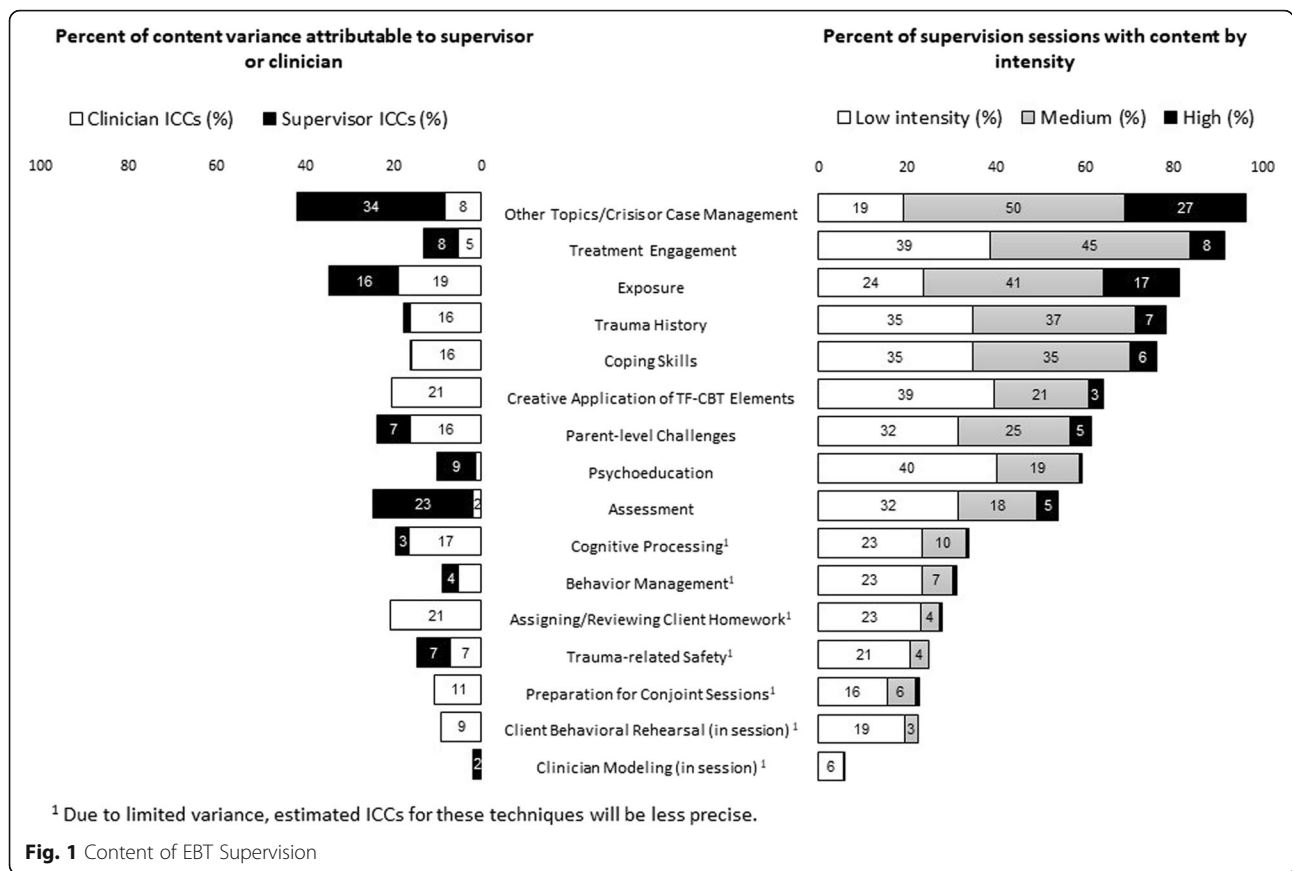 Percent of content variance attributable to supervisor
or clinician
Percent of supervision sessions with content by
intensity
Clinician ICCs (%) Supervisor ICCs (%)
Low intensity (%) Medium (%) High (%)
100 80 60 40 20 0
0 20 40 60 80 100
34 8 Other Topics/Crisis or Case Management 19 50 27
8 5 Treatment Engagement 39 45 8
16 19 Exposure 24 41 17
16 Trauma History 35 37 7
16 Coping Skills 35 35 6
21 Creative Application of TF-CBT Elements 39 21 3
7 16 Parent-level Challenges 32 25 5
9 Psychoeducation 40 19
23 2 Assessment 32 18 5
3 17 Cognitive Processing¹ 23 10
4 Behavior Management¹ 23 7
21 Assigning/Reviewing Client Homework¹ 23 4
7 7 Trauma-related Safety¹ 21 4
11 Preparation for Conjoint Sessions¹ 16 6
9 Client Behavioral Rehearsal (in session) ¹ 19 3
2 Clinician Modeling (in session) ¹ 6
¹ Due to limited variance, estimated ICCs for these techniques will be less precise.
Fig. 1 Content of EBT Supervision